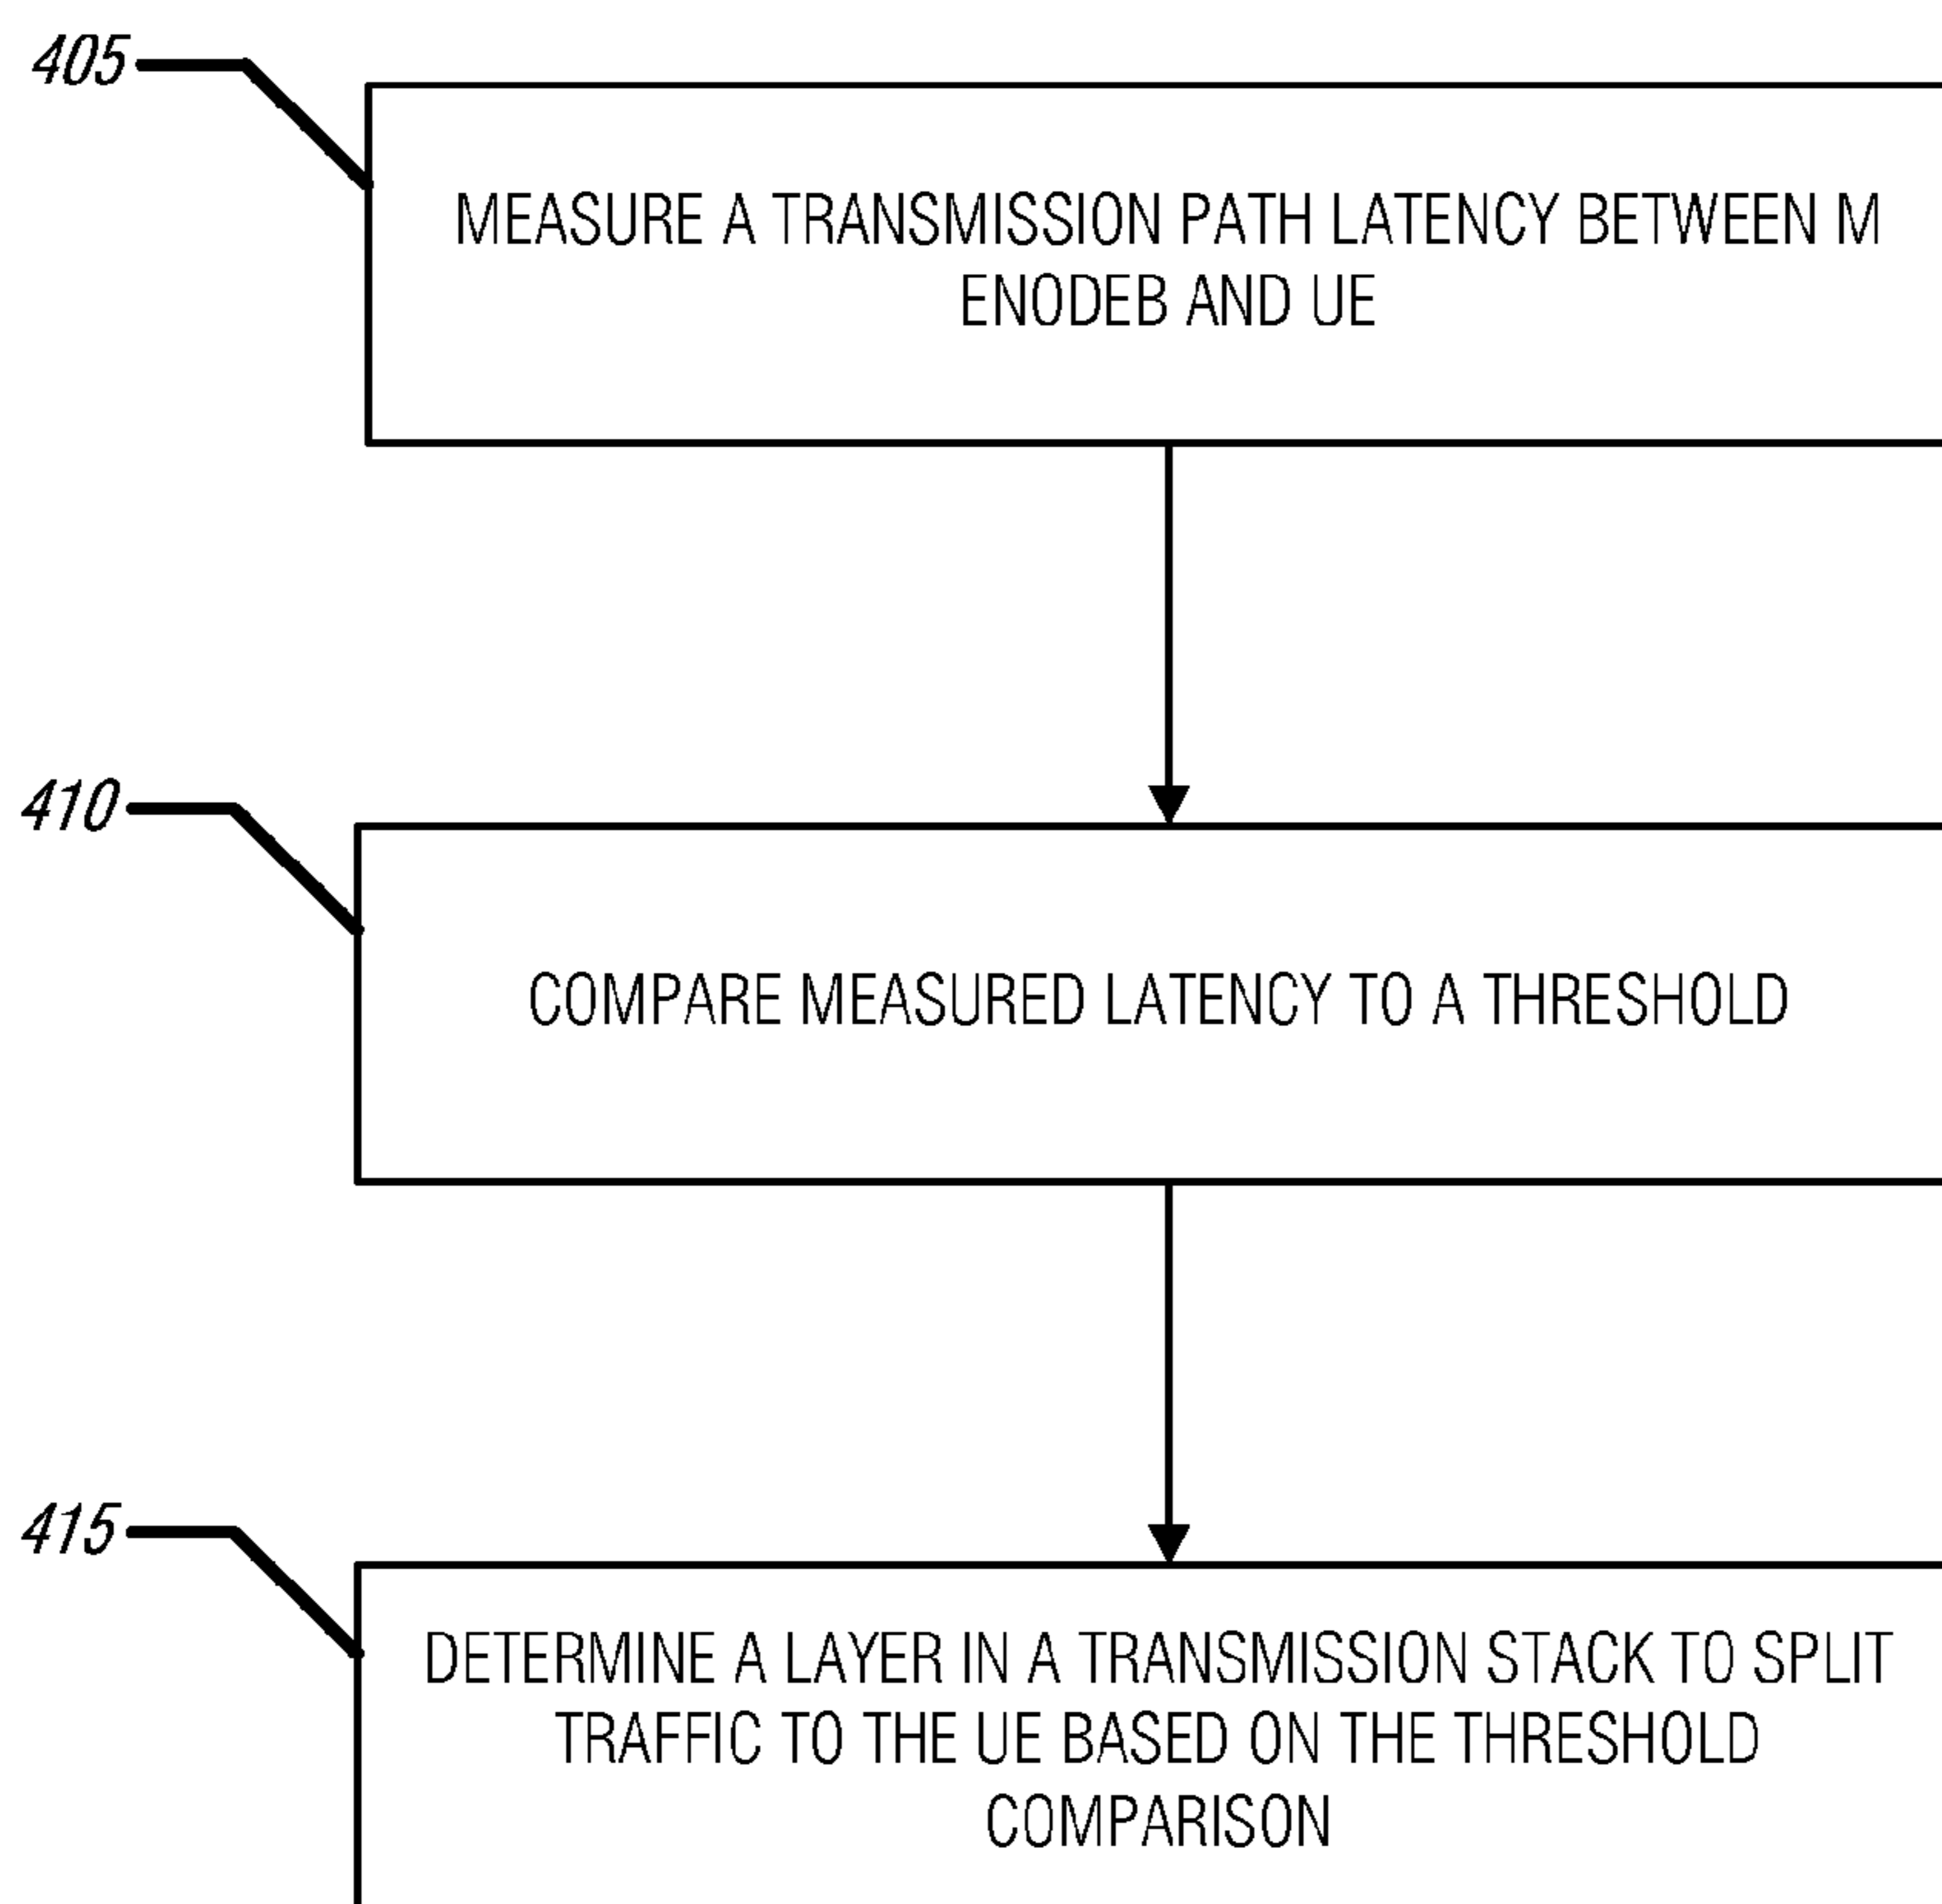 405
MEASURE A TRANSMISSION PATH LATENCY BETWEEN M
ENODEB AND UE
410
COMPARE MEASURED LATENCY TO A THRESHOLD
415
DETERMINE A LAYER IN A TRANSMISSION STACK TO SPLIT
TRAFFIC TO THE UE BASED ON THE THRESHOLD
COMPARISON